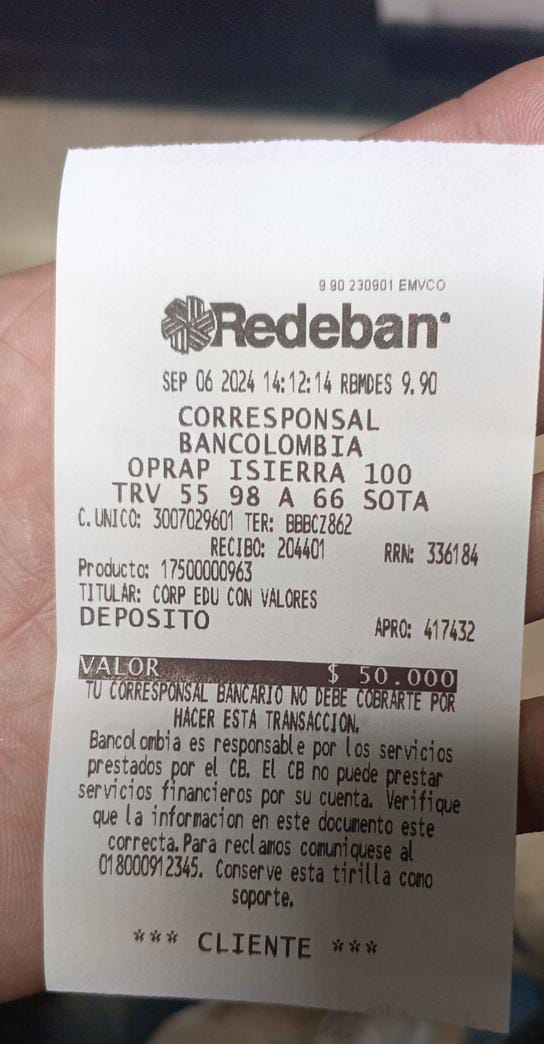 9.90 230901 EMVCO
Redeban
SEP 06 2024 14:12:14 RBMDES 9.90
CORRESPONSAL
BANCOLOMBIA
OPRAP ISIERRA 100
TRV 55 98 A 66 SOTA
C.UNICO: 3007029601 TER: BBBCZ862
RECIBO: 204401 RRN: 336184
Producto: 17500000963
TITULAR: CORP EDU CON VALORES
DEPOSITO APRO: 417432
VALOR $ 50.000
TU CORRESPONSAL BANCARIO NO DEBE COBRARTE POR
HACER ESTA TRANSACCION.
Bancolombia es responsable por los servicios
prestados por el CB. El CB no puede prestar
servicios financieros por su cuenta. Verifique
que la informacion en este documento este
correcta.Para reclamos comuniquese al
018000912345. Conserve esta tirilla como
soporte.
*** CLIENTE ***